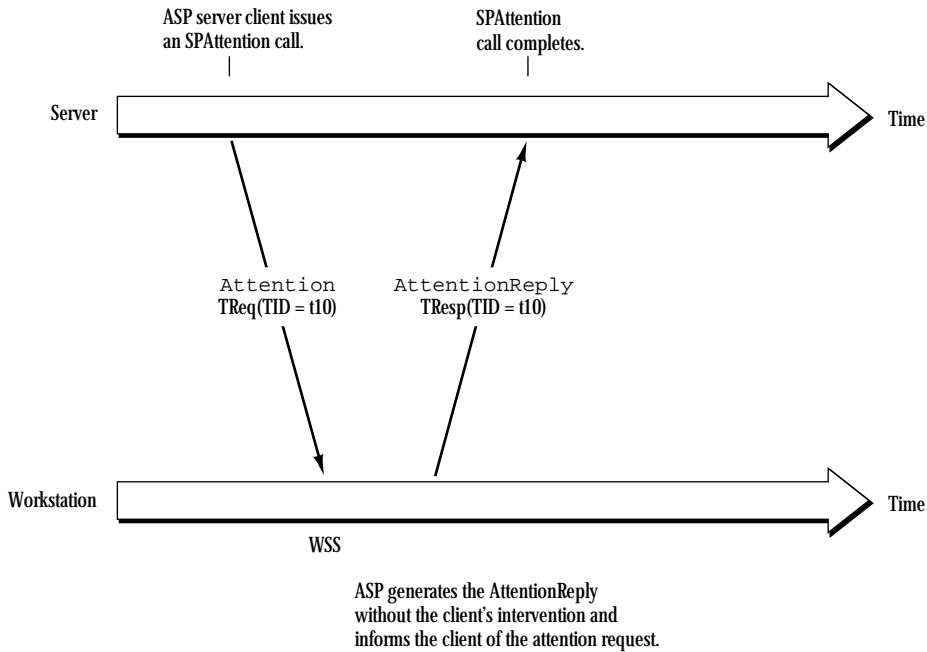 ASP server client issues
an SPAttention call.
SPAttention
call completes.
Server
Time
Attention
TReq(TID = t10)
AttentionReply
TResp(TID = t10)
Workstation
Time
WSS
ASP generates the AttentionReply
without the client's intervention and
informs the client of the attention request.